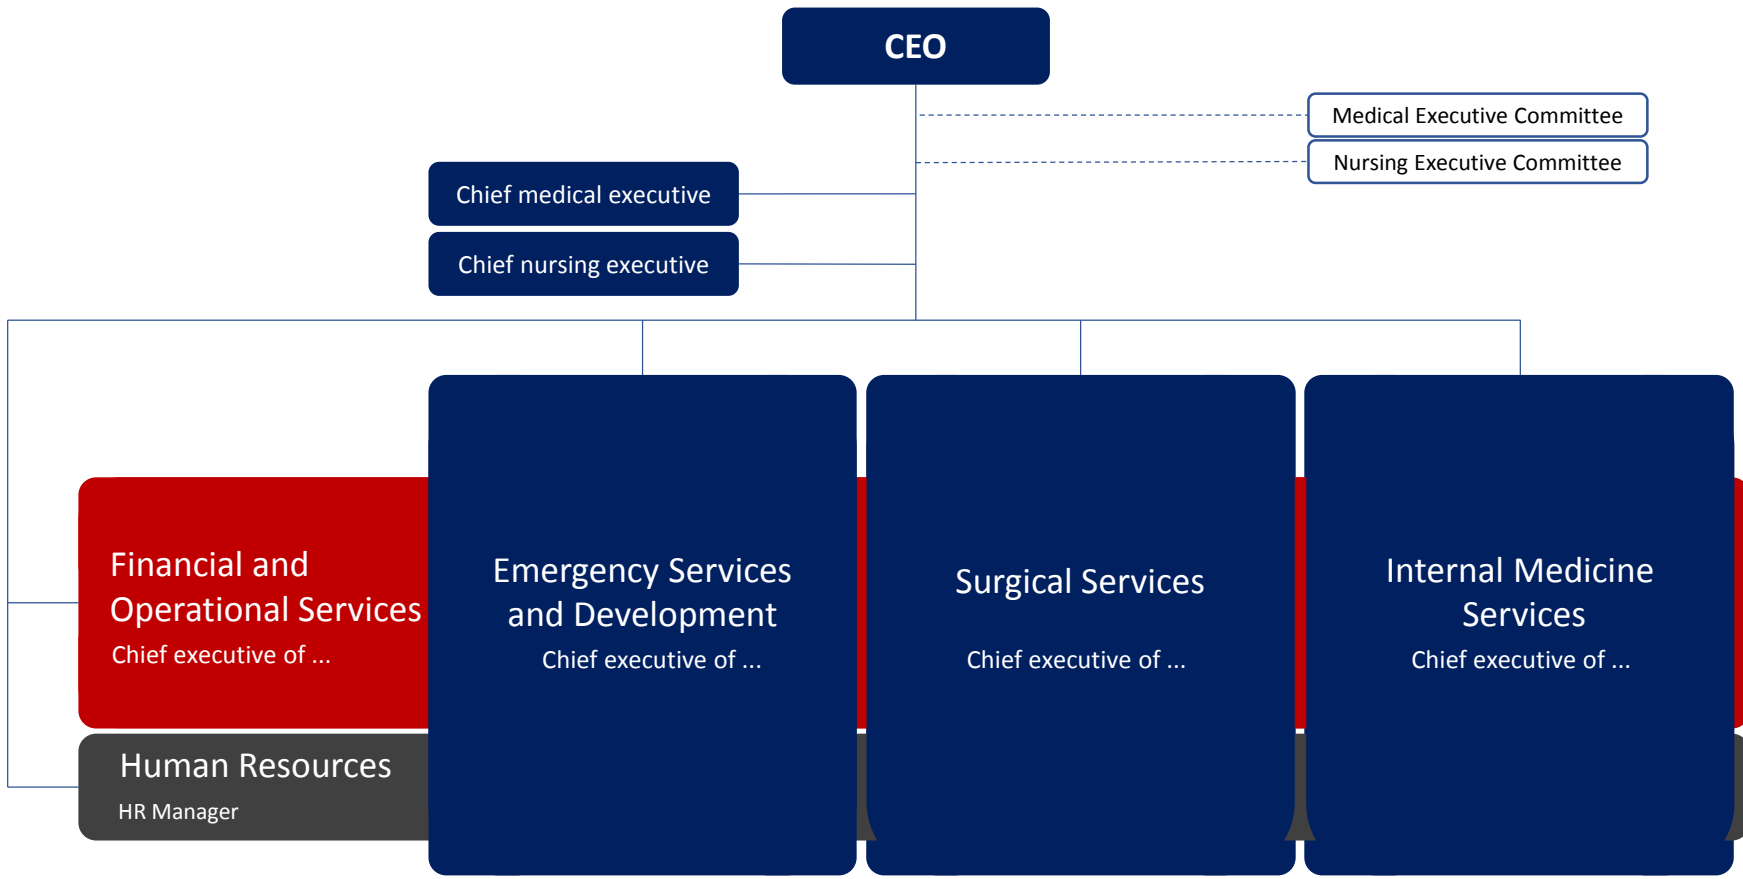 CEO
Medical Executive Committee
Nursing Executive Committee
Chief medical executive
Chief nursing executive
Financial and
Operational Services
Chief executive of ...
Emergency Services
and Development
Chief executive of ...
Surgical Services
Chief executive of ...
Internal Medicine
Services
Chief executive of ...
Human Resources
HR Manager